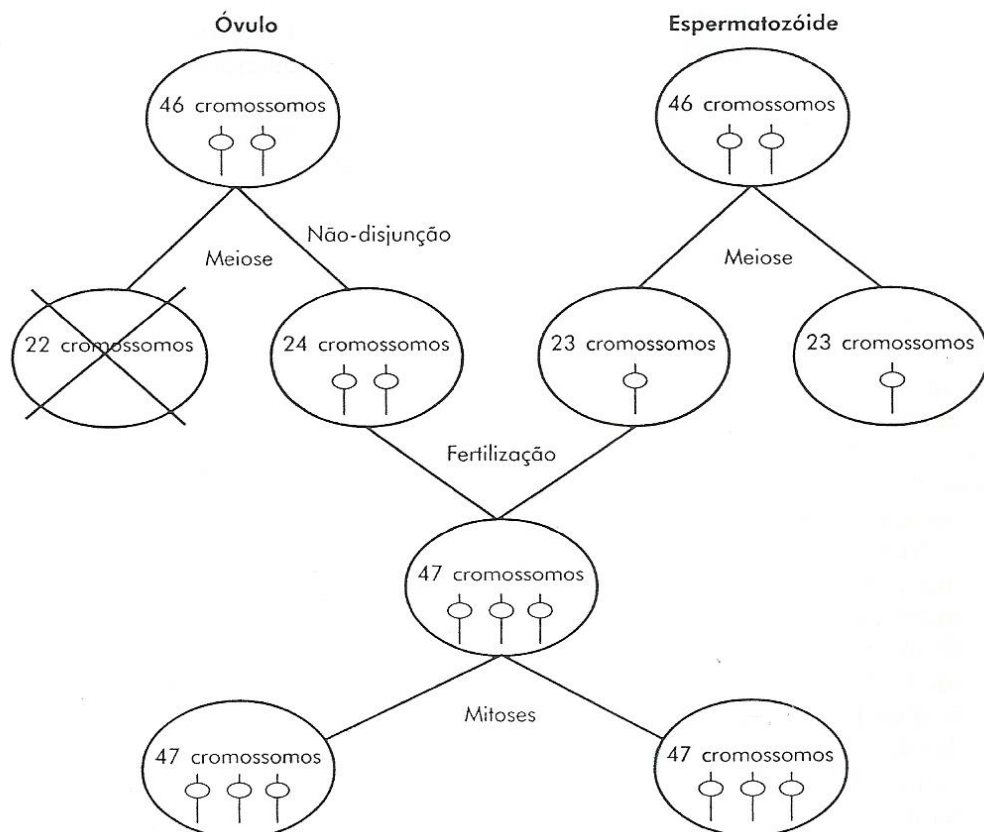 Óvulo
Espermatozóide
46 cromossomos
46 cromossomos
Não-disjunção
Meiose
Meiose
22 cromossomos
24 cromossomos
23 cromossomos
23 cromossomos
Fertilização
47 cromossomos
Mitoses
47 cromossomos
47 cromossomos